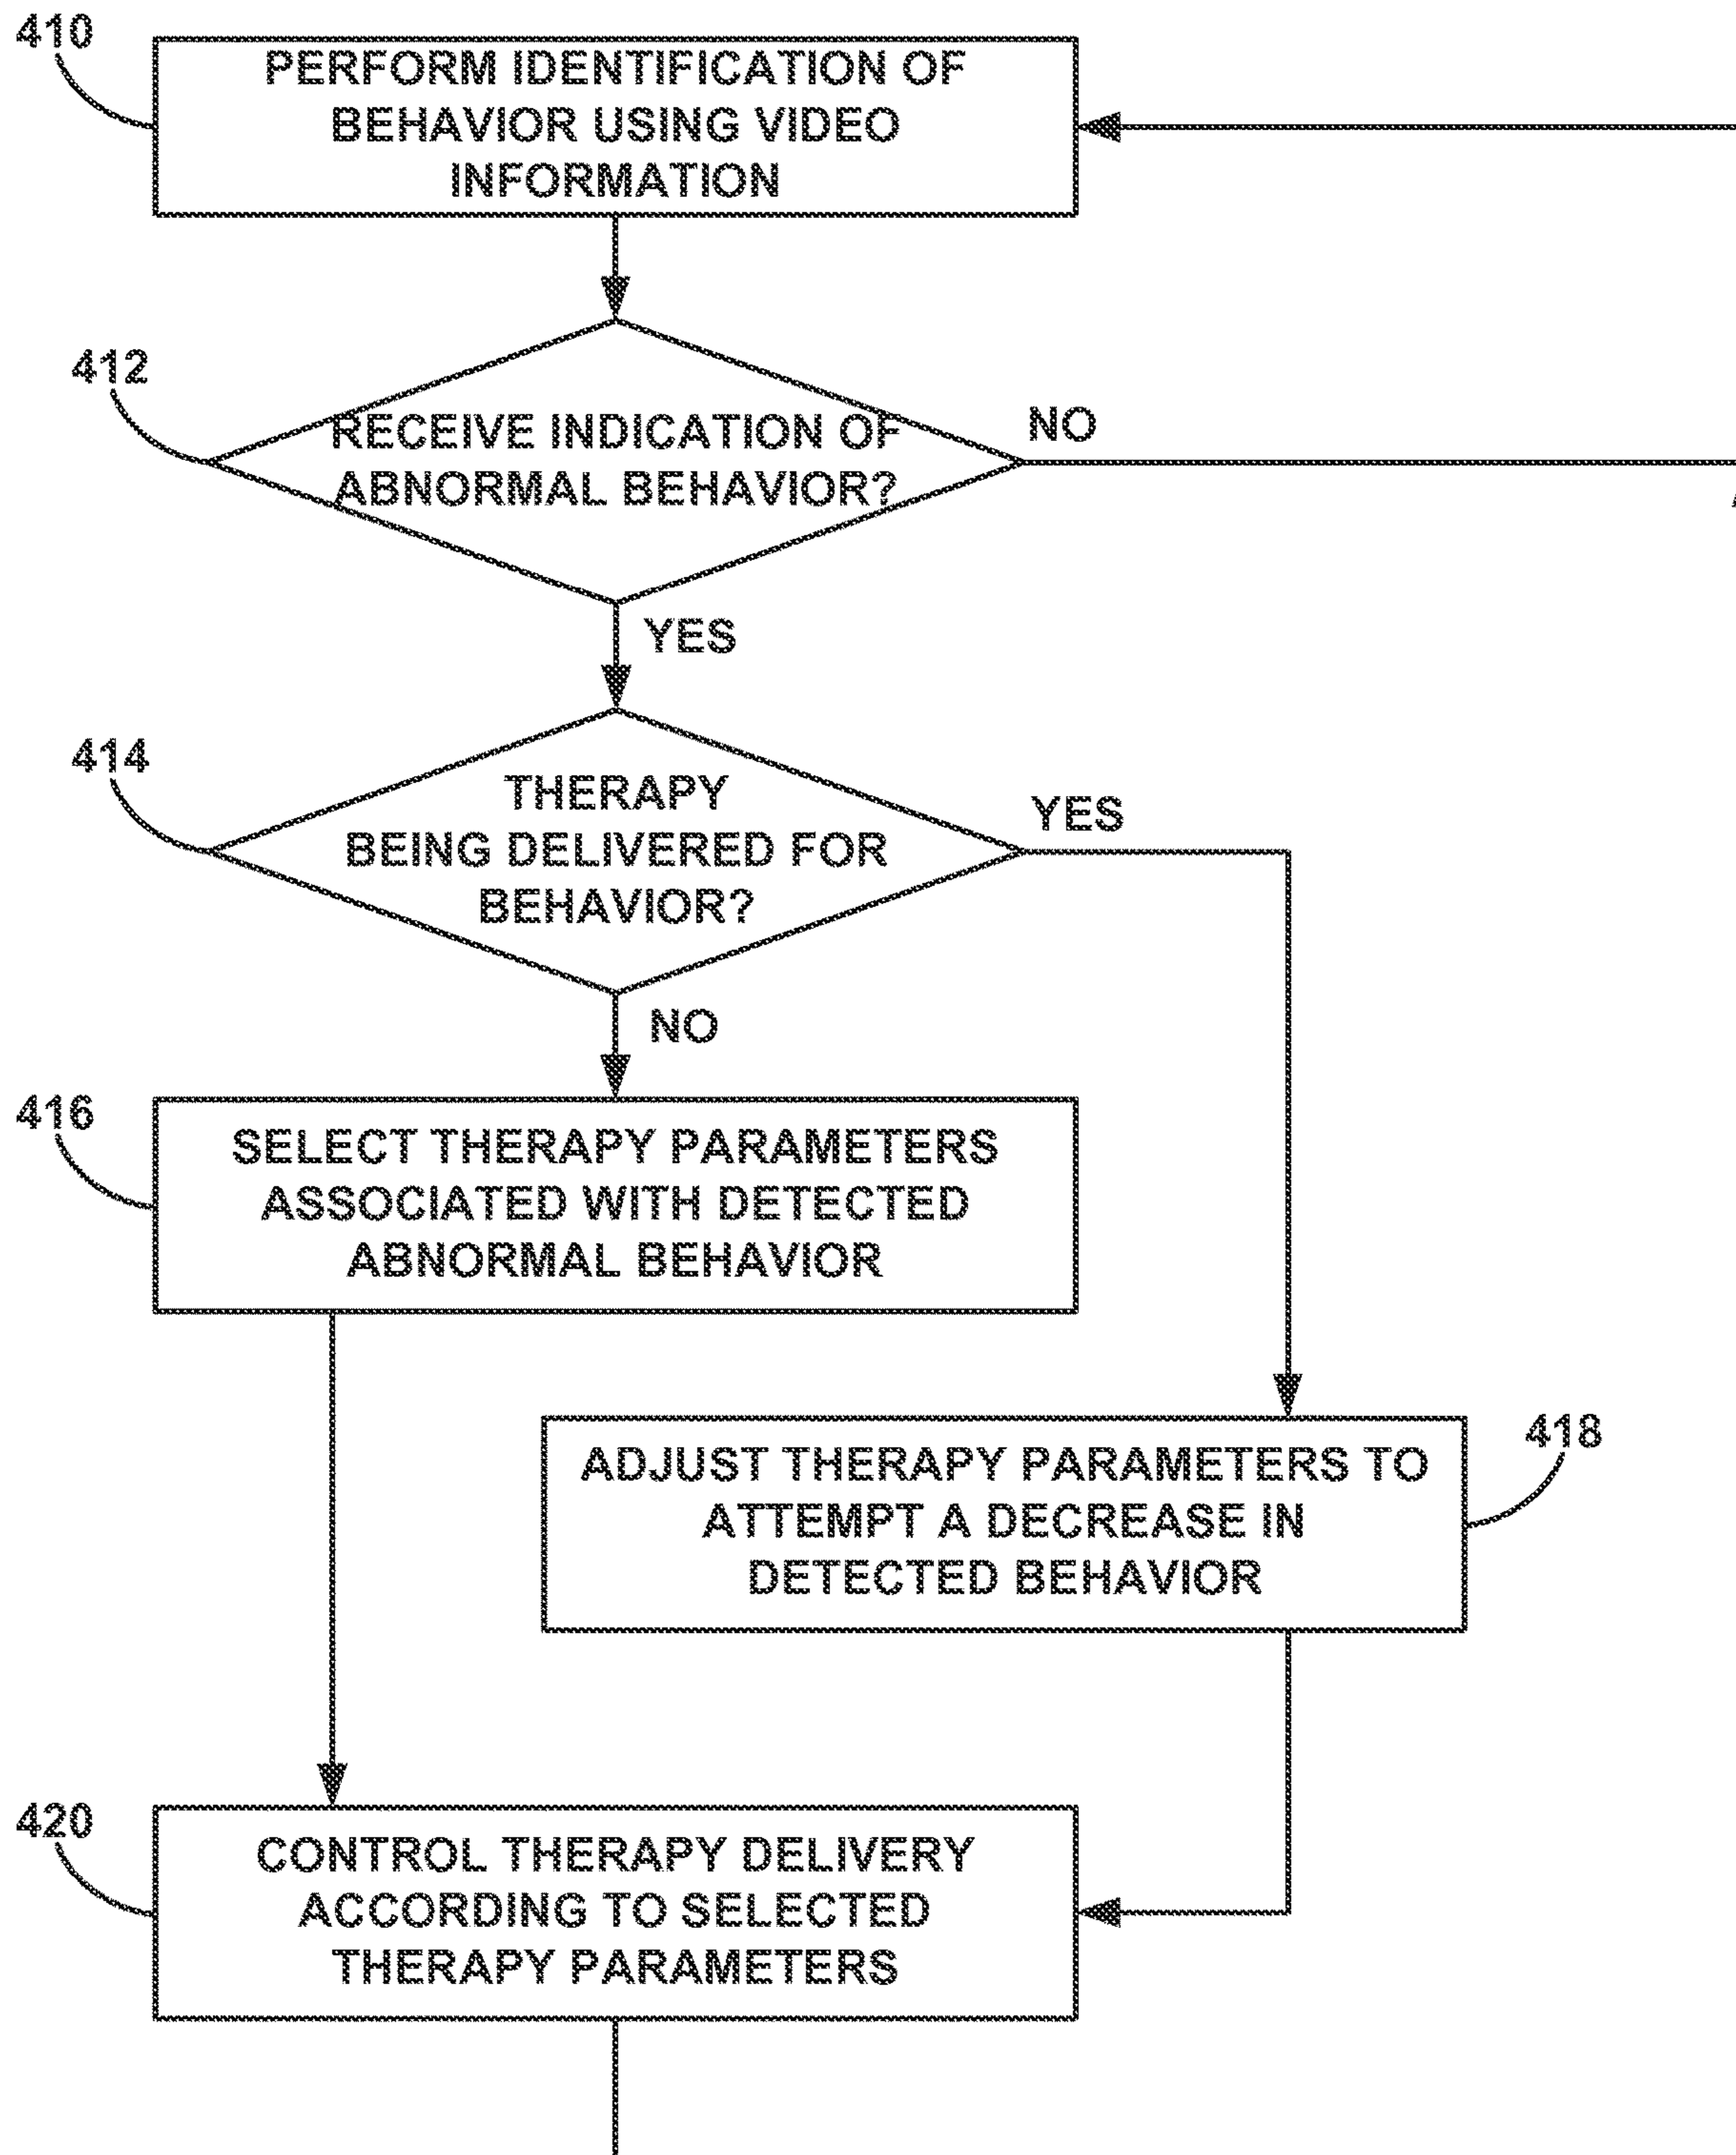 410
PERFORM IDENTIFICATION OF
BEHAVIOR USING VIDEO
INFORMATION
412
RECEIVE INDICATION OF
ABNORMAL BEHAVIOR?
NO
YES
414
THERAPY
BEING DELIVERED FOR
BEHAVIOR?
YES
NO
416
SELECT THERAPY PARAMETERS
ASSOCIATED WITH DETECTED
ABNORMAL BEHAVIOR
418
ADJUST THERAPY PARAMETERS TO
ATTEMPT A DECREASE IN
DETECTED BEHAVIOR
420
CONTROL THERAPY DELIVERY
ACCORDING TO SELECTED
THERAPY PARAMETERS